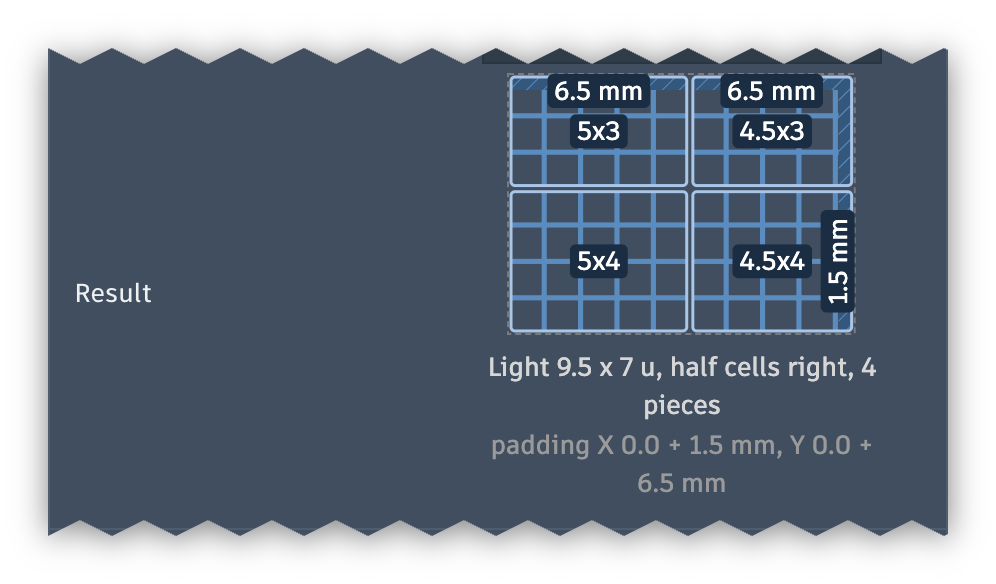 6.5 mm 6.5 mm
5x3 4.5x3
5x4 4.5x4
1.5 mm
Result
Light 9.5 x 7 u, half cells right, 4
pieces
padding X 0.0 + 1.5 mm, Y 0.0 +
6.5 mm